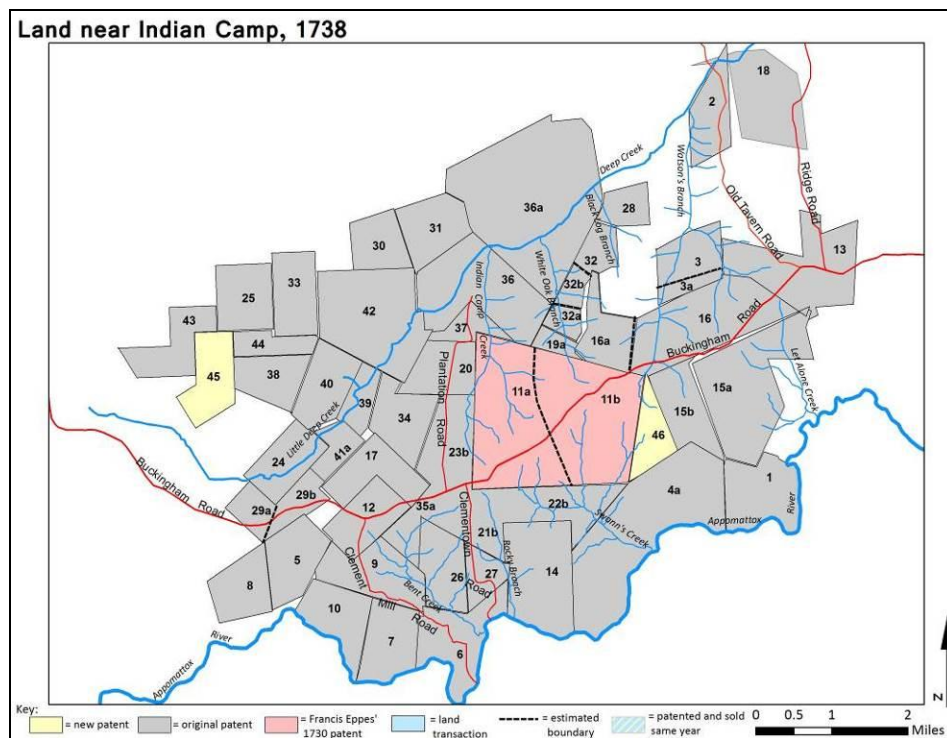 Land near Indian Camp, 1738
18
2
Deep Creek
Watson's Branch
Old Tavern Road
Ridge Road
36a
28
Black Jag Branch
31
30
13
3
33
32
36
White Oak Branch
Indian Camp Creek
32b
3a
25
42
43
32a
16
37
19a
16a
Buckingham Road
44
45
38
40
20
11a
11b
15a
Let Alone Creek
39
34
Plantation Road
15b
46
Little Deep Creek
24
41a
17
23b
4a
1
River
Appomattox
Buckingham Road
29a
29b
12
35a
Clementown Road
22b
Swann's Creek
21b
Rocky Branch
5
8
9
26
27
14
Clement Mill Road
Bent Creek
10
7
6
Appomattox River
N
Key:
= new patent
= original patent
= Francis Eppes' 1730 patent
= land transaction
= estimated boundary
= patented and sold same year
0 0.5 1 2
Miles